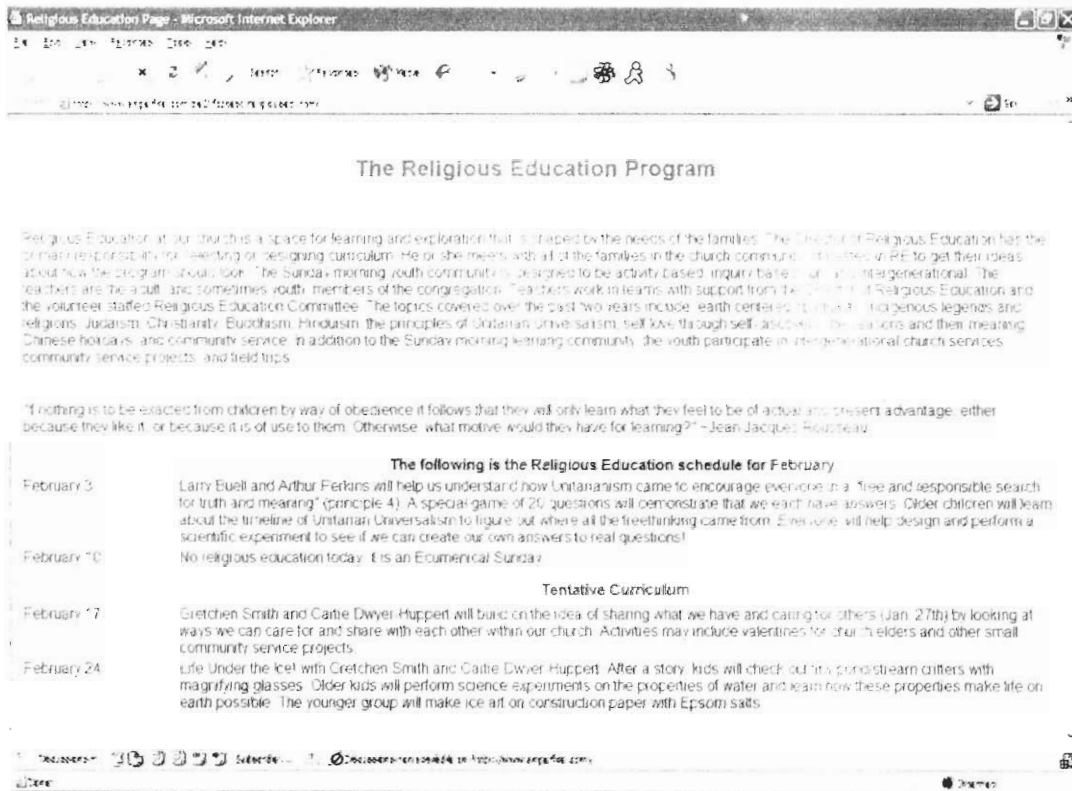 Religious Education Page - Microsoft Internet Explorer
Search Favorites Media
Go
The Religious Education Program
Religious Education at our church is a space for learning and exploration that is shaped by the needs of the families. The Director of Religious Education has the
primary responsibility for selecting or designing curriculum. He or she meets with all of the families in the church community interested in RE to get their ideas
about how the program should look. The Sunday morning youth community is designed to be activity based, inquiry based, fun and intergenerational. The
teachers are the adult, and sometimes youth, members of the congregation. Teachers work in teams with support from the Director of Religious Education and
the volunteer staffed Religious Education Committee. The topics covered over the past two years include: earth centered indigenous legends and
religions, Judaism, Christianity, Buddhism, Hinduism, the principles of Unitarian Universalism, self love through self seasons and their meaning,
Chinese holidays, and community service. In addition to the Sunday morning learning community, the youth participate in intergenerational church services,
community service projects, and field trips.
"If nothing is to be exacted from children by way of obedience it follows that they will only learn what they feel to be of actual and present advantage, either
because they like it, or because it is of use to them. Otherwise, what motive would they have for learning?" ~Jean Jacques Rousseau
The following is the Religious Education schedule for February
February 3 Larry Buell and Arthur Perkins will help us understand how Unitarianism came to encourage everyone in a "free and responsible search
for truth and meaning" (principle 4). A special game of 20 questions will demonstrate that we each have answers. Older children will learn
about the timeline of Unitarian Universalism to figure out where all the freethinking came from. Everyone will help design and perform a
scientific experiment to see if we can create our own answers to real questions!
February 10 No religious education today. It is an Ecumenical Sunday
Tentative Curriculum
February 17 Gretchen Smith and Caitie Dwyer-Huppert will build on the idea of sharing what we have and caring for others (Jan. 27th) by looking at
ways we can care for and share with each other within our church. Activities may include valentines for church elders and other small
community service projects.
February 24 Life Under the Ice! with Gretchen Smith and Caitie Dwyer-Huppert. After a story, kids will check out pond/stream critters with
magnifying glasses. Older kids will perform science experiments on the properties of water and learn how these properties make life on
earth possible. The younger group will make ice art on construction paper with Epsom salts.
Discussions Subscribe... Discussions not available on http://www.angelfire.com/
Done Internet